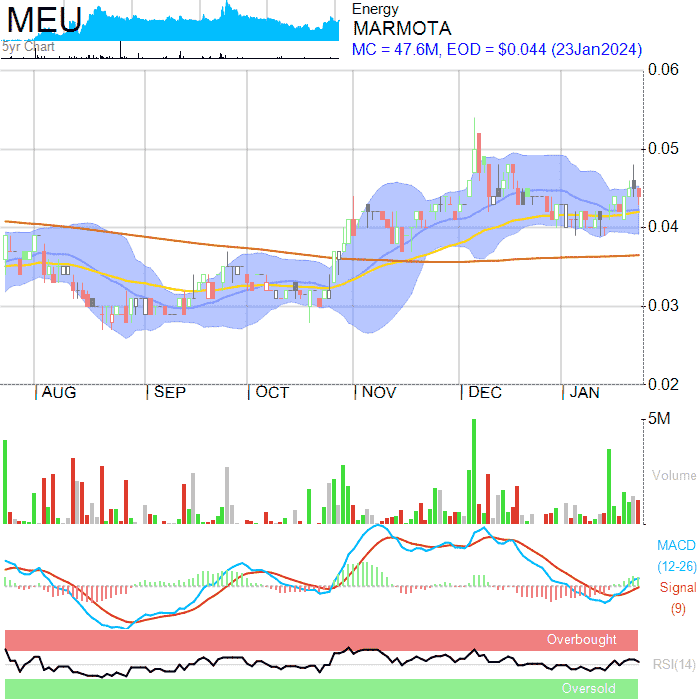 MEU
5yr Chart
Energy
MARMOTA
MC = 47.6M, EOD = $0.044 (23Jan2024)
0.06
0.05
0.04
0.03
0.02
AUG SEP OCT NOV DEC JAN
5M
Volume
MACD
(12-26)
Signal
(9)
Overbought
RSI(14)
Oversold